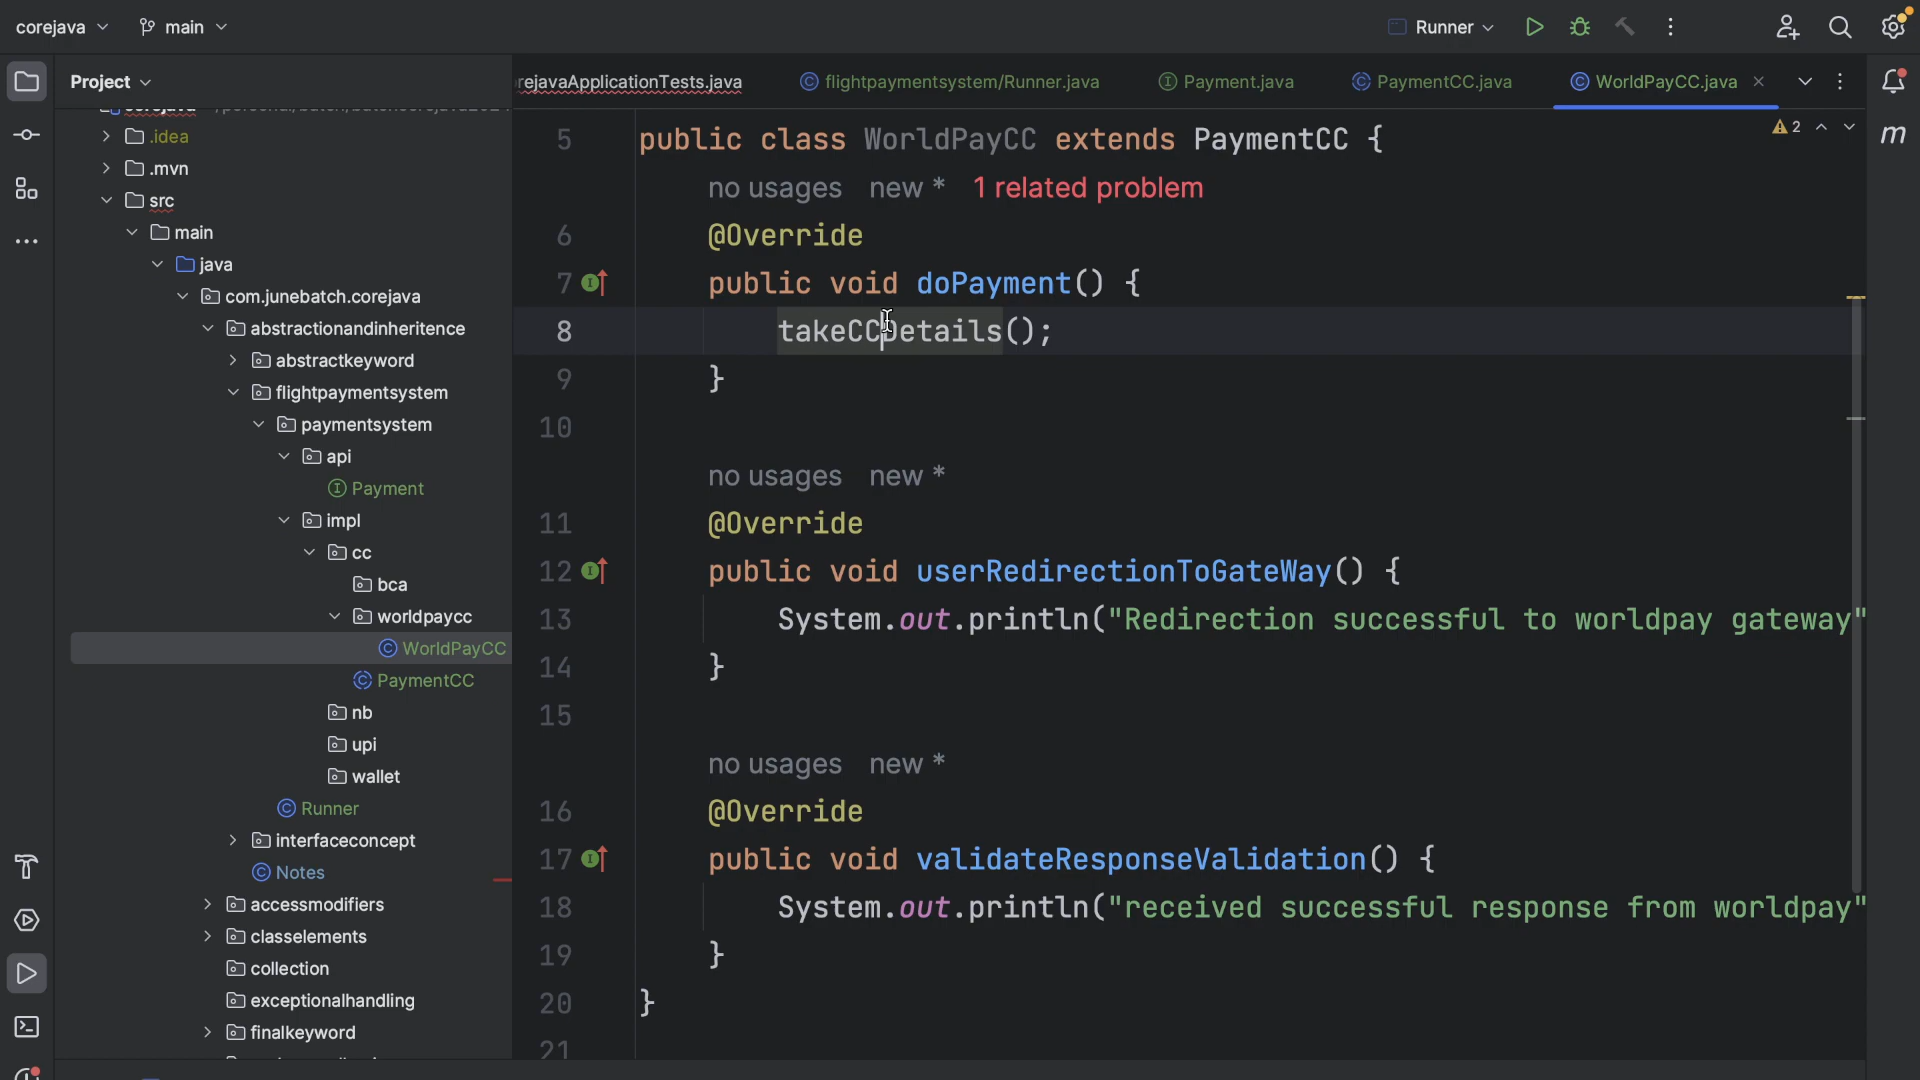 corejava
main
Runner
Project
rejavaApplicationTests.java
flightpaymentsystem/Runner.java
Payment.java
PaymentCC.java
WorldPayCC.java
.idea
.mvn
src
main
java
com.junebatch.corejava
abstractionandinheritence
abstractkeyword
flightpaymentsystem
paymentsystem
api
Payment
impl
cc
bca
worldpaycc
WorldPayCC
PaymentCC
nb
upi
wallet
Runner
interfaceconcept
Notes
accessmodifiers
classelements
collection
exceptionalhandling
finalkeyword
2
m
5 public class WorldPayCC extends PaymentCC {
no usages new * 1 related problem
6 @Override
7 public void doPayment() {
8 takeCCDetails();
9 }
10
no usages new *
11 @Override
12 public void userRedirectionToGateWay() {
13 System.out.println("Redirection successful to worldpay gateway"
14 }
15
no usages new *
16 @Override
17 public void validateResponseValidation() {
18 System.out.println("received successful response from worldpay"
19 }
20 }
21